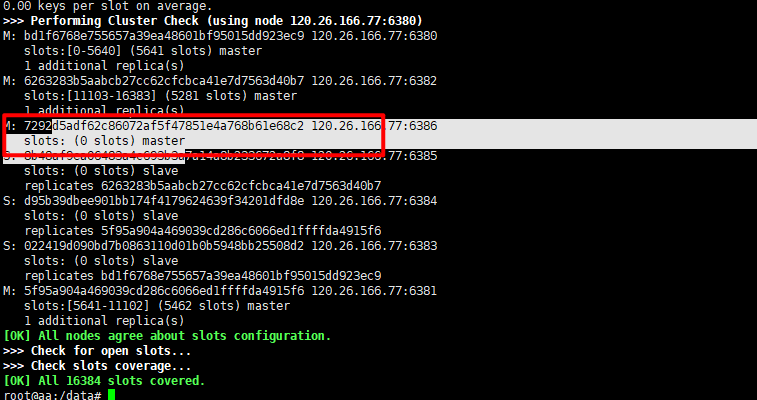 0.00 keys per slot on average.
>>> Performing Cluster Check (using node 120.26.166.77:6380)
M: bd1f6768e755657a39ea48601bf95015dd923ec9 120.26.166.77:6380
slots:[0-5640] (5641 slots) master
1 additional replica(s)
M: 6263283b5aabcb27cc62cfcbca41e7d7563d40b7 120.26.166.77:6382
slots:[11103-16383] (5281 slots) master
1 additional replica(s)
M: 7292d5adf62c86072af5f47851e4a768b61e68c2 120.26.166.77:6386
slots: (0 slots) master
S: 120.26.166.77:6385
slots: (0 slots) slave
replicates 6263283b5aabcb27cc62cfcbca41e7d7563d40b7
S: d95b39dbee901bb174f4179624639f34201dfd8e 120.26.166.77:6384
slots: (0 slots) slave
replicates 5f95a904a469039cd286c6066ed1ffffda4915f6
S: 022419d090bd7b0863110d01b0b5948bb25508d2 120.26.166.77:6383
slots: (0 slots) slave
replicates bd1f6768e755657a39ea48601bf95015dd923ec9
M: 5f95a904a469039cd286c6066ed1ffffda4915f6 120.26.166.77:6381
slots:[5641-11102] (5462 slots) master
1 additional replica(s)
[OK] All nodes agree about slots configuration.
>>> Check for open slots...
>>> Check slots coverage...
[OK] All 16384 slots covered.
root@aa:/data#